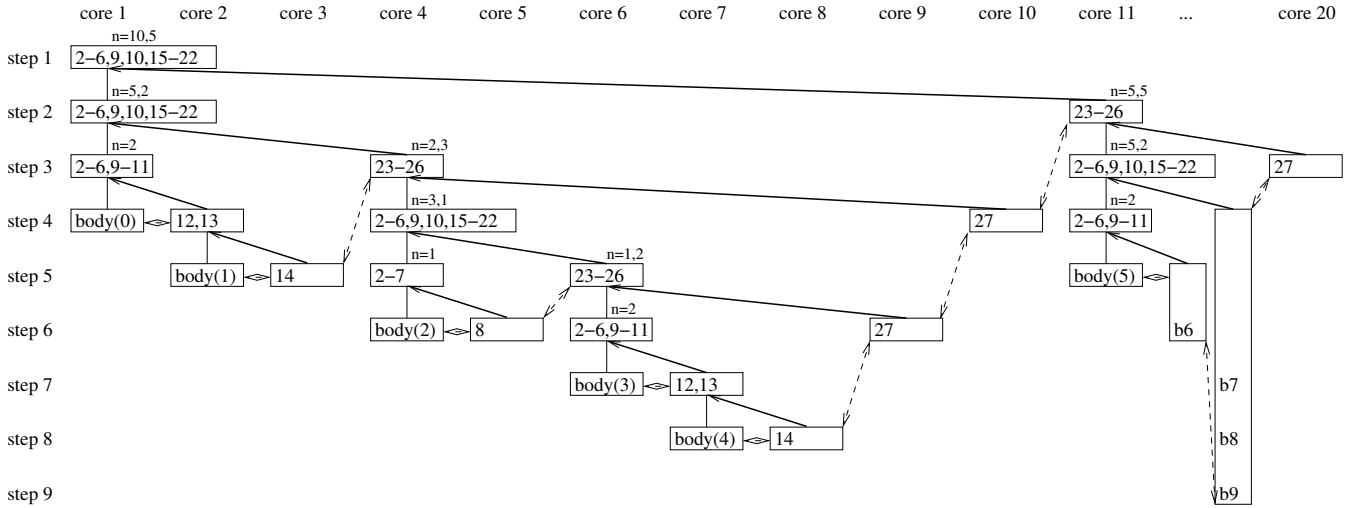 core 1 core 2 core 3 core 4 core 5 core 6 core 7 core 8 core 9 core 10 core 11 ... core 20
n=10,5
step 1 2−6,9,10,15−22
n=5,2 n=5,5
step 2 2−6,9,10,15−22 23−26
n=2 n=2,3 n=5,2
step 3 2−6,9−11 23−26 2−6,9,10,15−22 27
n=3,1 n=2
step 4 body(0) 12,13 2−6,9,10,15−22 27 2−6,9−11
n=1 n=1,2
step 5 body(1) 14 2−7 23−26 body(5)
n=2
step 6 body(2) 8 2−6,9−11 27 b6
step 7 body(3) 12,13 b7
step 8 body(4) 14 b8
step 9 b9